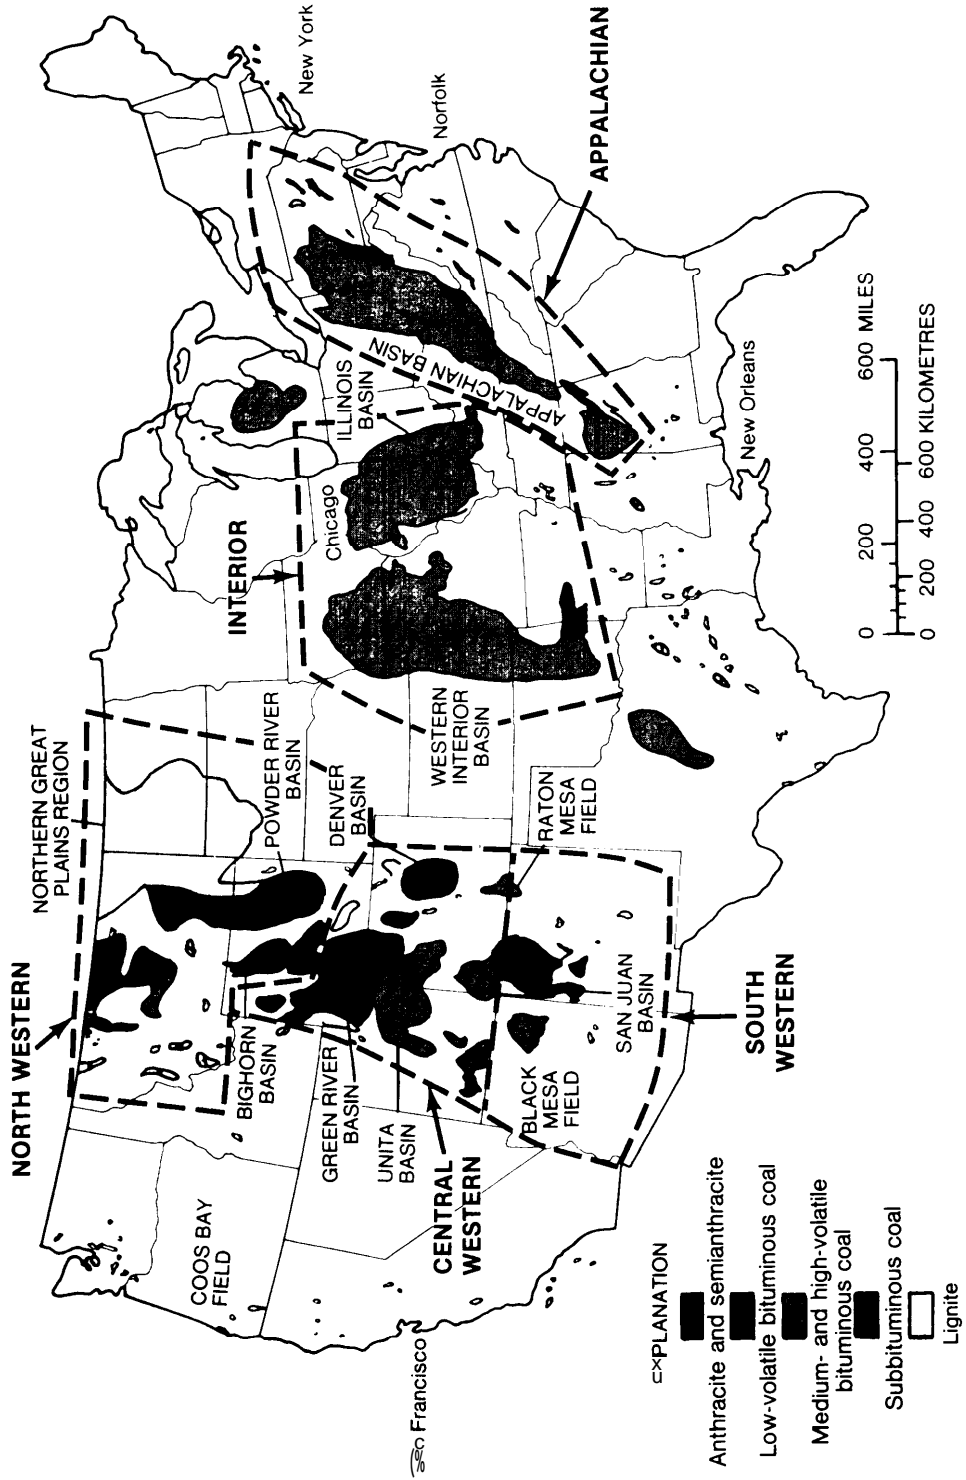 NORTH WESTERN
NORTHERN GREAT
PLAINS REGION
INTERIOR
POWDER RIVER
BASIN
DENVER
BASIN
BIGHORN
BASIN
GREEN RIVER
BASIN
UNITA
BASIN
CENTRAL
WESTERN
COOS BAY
FIELD
Francisco
WESTERN
INTERIOR
BASIN
RATON
MESA
FIELD
BLACK
MESA
FIELD
SAN JUAN
BASIN
SOUTH
WESTERN
Chicago
ILLINOIS
BASIN
APPALACHIAN BASIN
New York
Norfolk
APPALACHIAN
New Orleans
0 200 400 600 MILES
0 200 400 600 KILOMETRES
PLANATION
Anthracite and semianthracite
Low-volatile bituminous coal
Medium- and high-volatile
bituminous coal
Subbituminous coal
Lignite